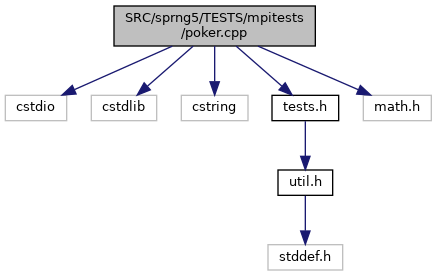 SRC/sprng5/TESTS/mpitests
/poker.cpp
cstdio
cstdlib
cstring
tests.h
math.h
util.h
stddef.h